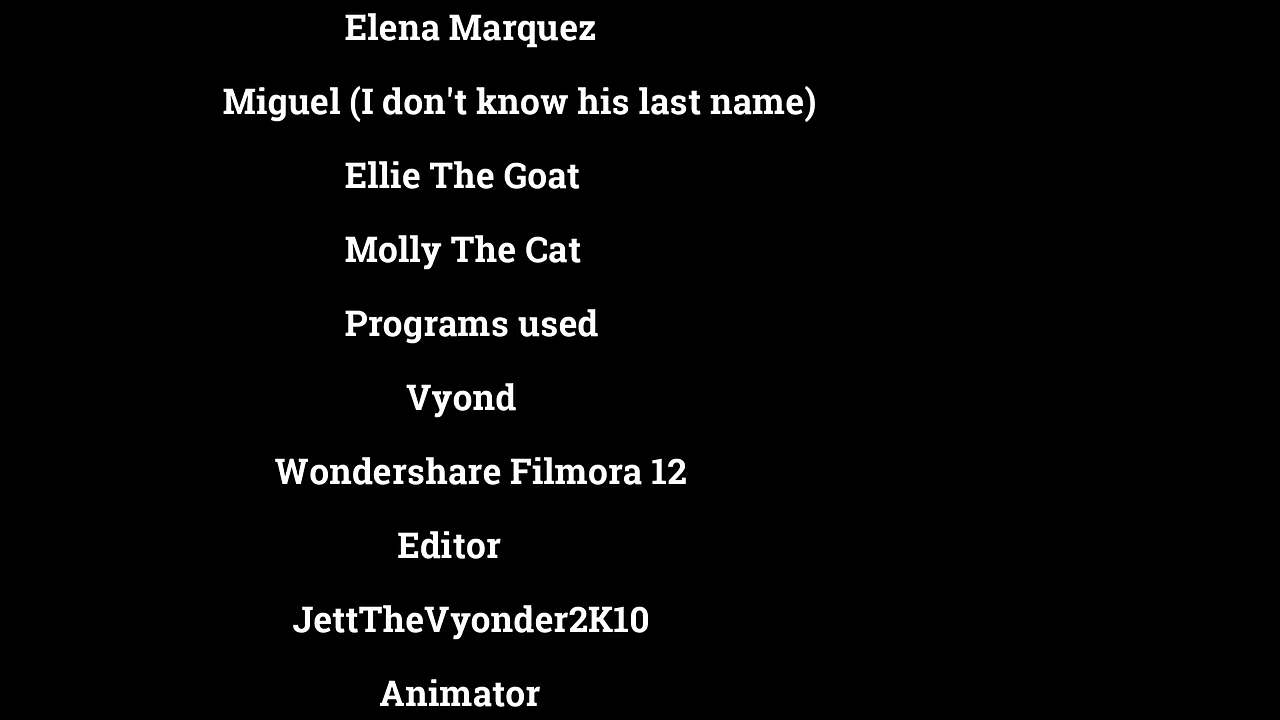 Elena Marquez
Miguel (I don't know his last name)
Ellie The Goat
Molly The Cat
Programs used
Vyond
Wondershare Filmora 12
Editor
JettTheVyonder2K10
Animator